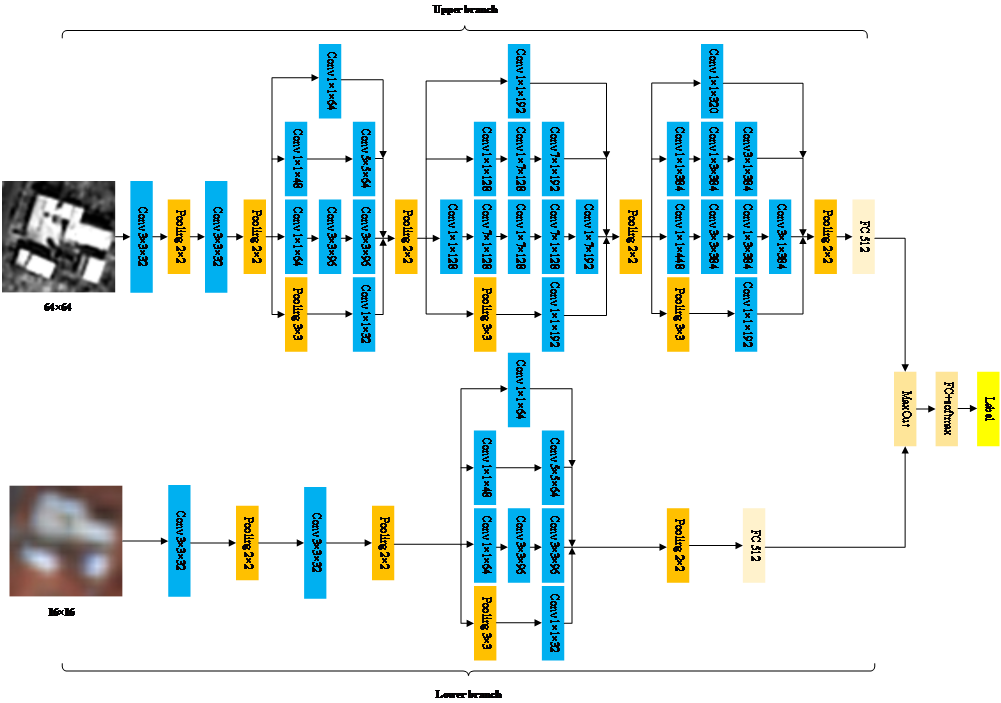 Upper branch
64×64
Conv 3×3×32
Pooling 2×2
Conv 3×3×32
Pooling 2×2
Conv 1×1×64
Conv 1×1×48
Conv 5×5×64
Conv 1×1×64
Conv 3×3×96
Conv 3×3×96
Pooling 3×3
Conv 1×1×32
Pooling 2×2
Conv 1×1×192
Conv 1×1×128
Conv 1×7×128
Conv 7×1×192
Conv 1×1×128
Conv 7×1×128
Conv 1×7×128
Conv 7×1×128
Conv 1×7×192
Pooling 3×3
Conv 1×1×192
Pooling 2×2
Conv 1×1×320
Conv 1×1×384
Conv 1×3×384
Conv 3×1×384
Conv 1×1×448
Conv 3×3×384
Conv 1×3×384
Conv 3×1×384
Pooling 3×3
Conv 1×1×192
Pooling 2×2
FC 512
16×16
Conv 3×3×32
Pooling 2×2
Conv 3×3×32
Pooling 2×2
Conv 1×1×64
Conv 1×1×48
Conv 5×5×64
Conv 1×1×64
Conv 3×3×96
Conv 3×3×96
Pooling 3×3
Conv 1×1×32
Pooling 2×2
FC 512
MaxOut
FC+softmax
Label
Lower branch